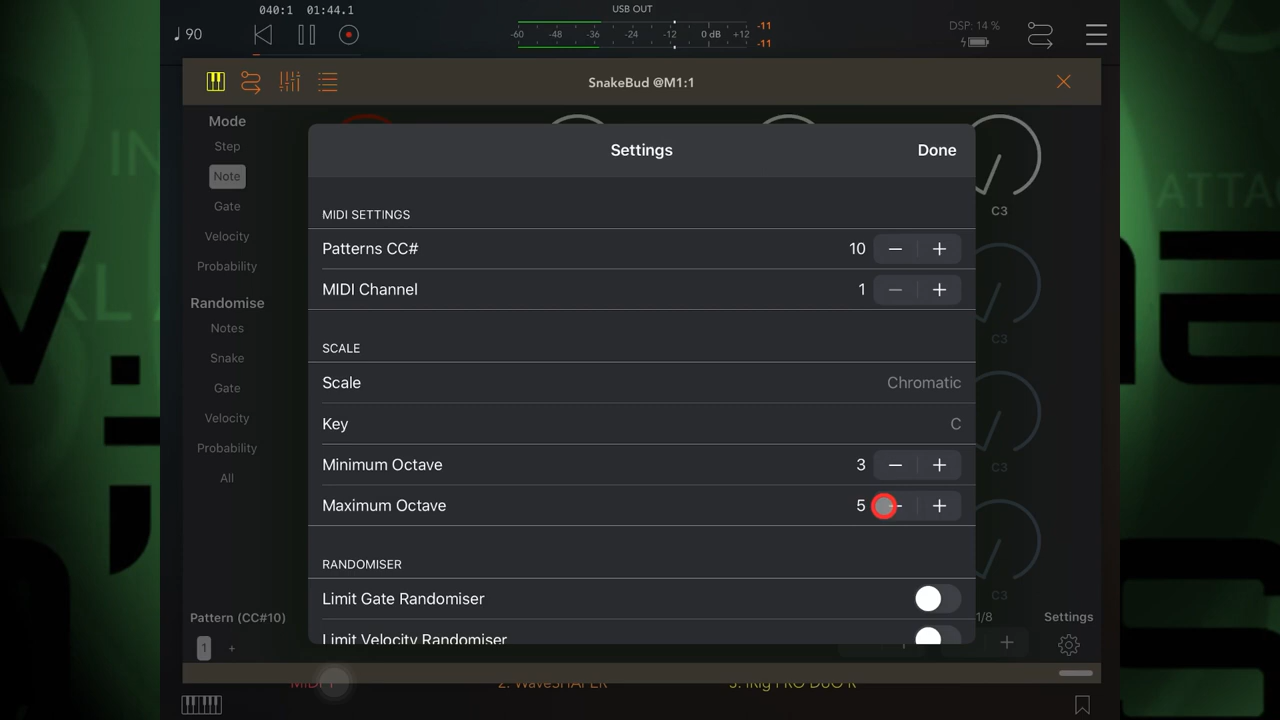 040:1 01:44.1
USB OUT
♩ 90
-60 -48 -36 -24 -12 0 dB +12
-11
-11
DSP: 14 %
SnakeBud @M1:1
Mode
Step
Note
Gate
Velocity
Probability
Randomise
Notes
Snake
Gate
Velocity
Probability
All
Pattern (CC#10)
1 +
Settings
Done
MIDI SETTINGS
Patterns CC#
10 − +
MIDI Channel
1 − +
SCALE
Scale
Chromatic
Key
C
Minimum Octave
3 − +
Maximum Octave
5 − +
RANDOMISER
Limit Gate Randomiser
Limit Velocity Randomiser
C3
C3
C3
C3
1/8
Settings
+
MIDI 1
2. WaveSHAPER
3. iRig PRO DUO R